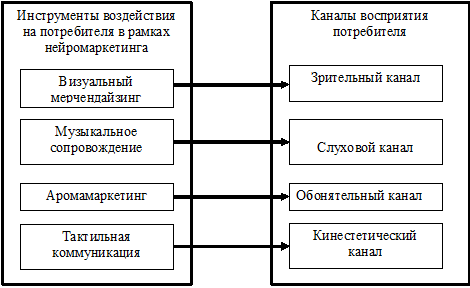 Инструменты воздействия
на потребителя в рамках
нейромаркетинга
Визуальный
мерчендайзинг
Музыкальное
сопровождение
Аромамаркетинг
Тактильная
коммуникация
Каналы восприятия
потребителя
Зрительный канал
Слуховой канал
Обонятельный канал
Кинестетический
канал